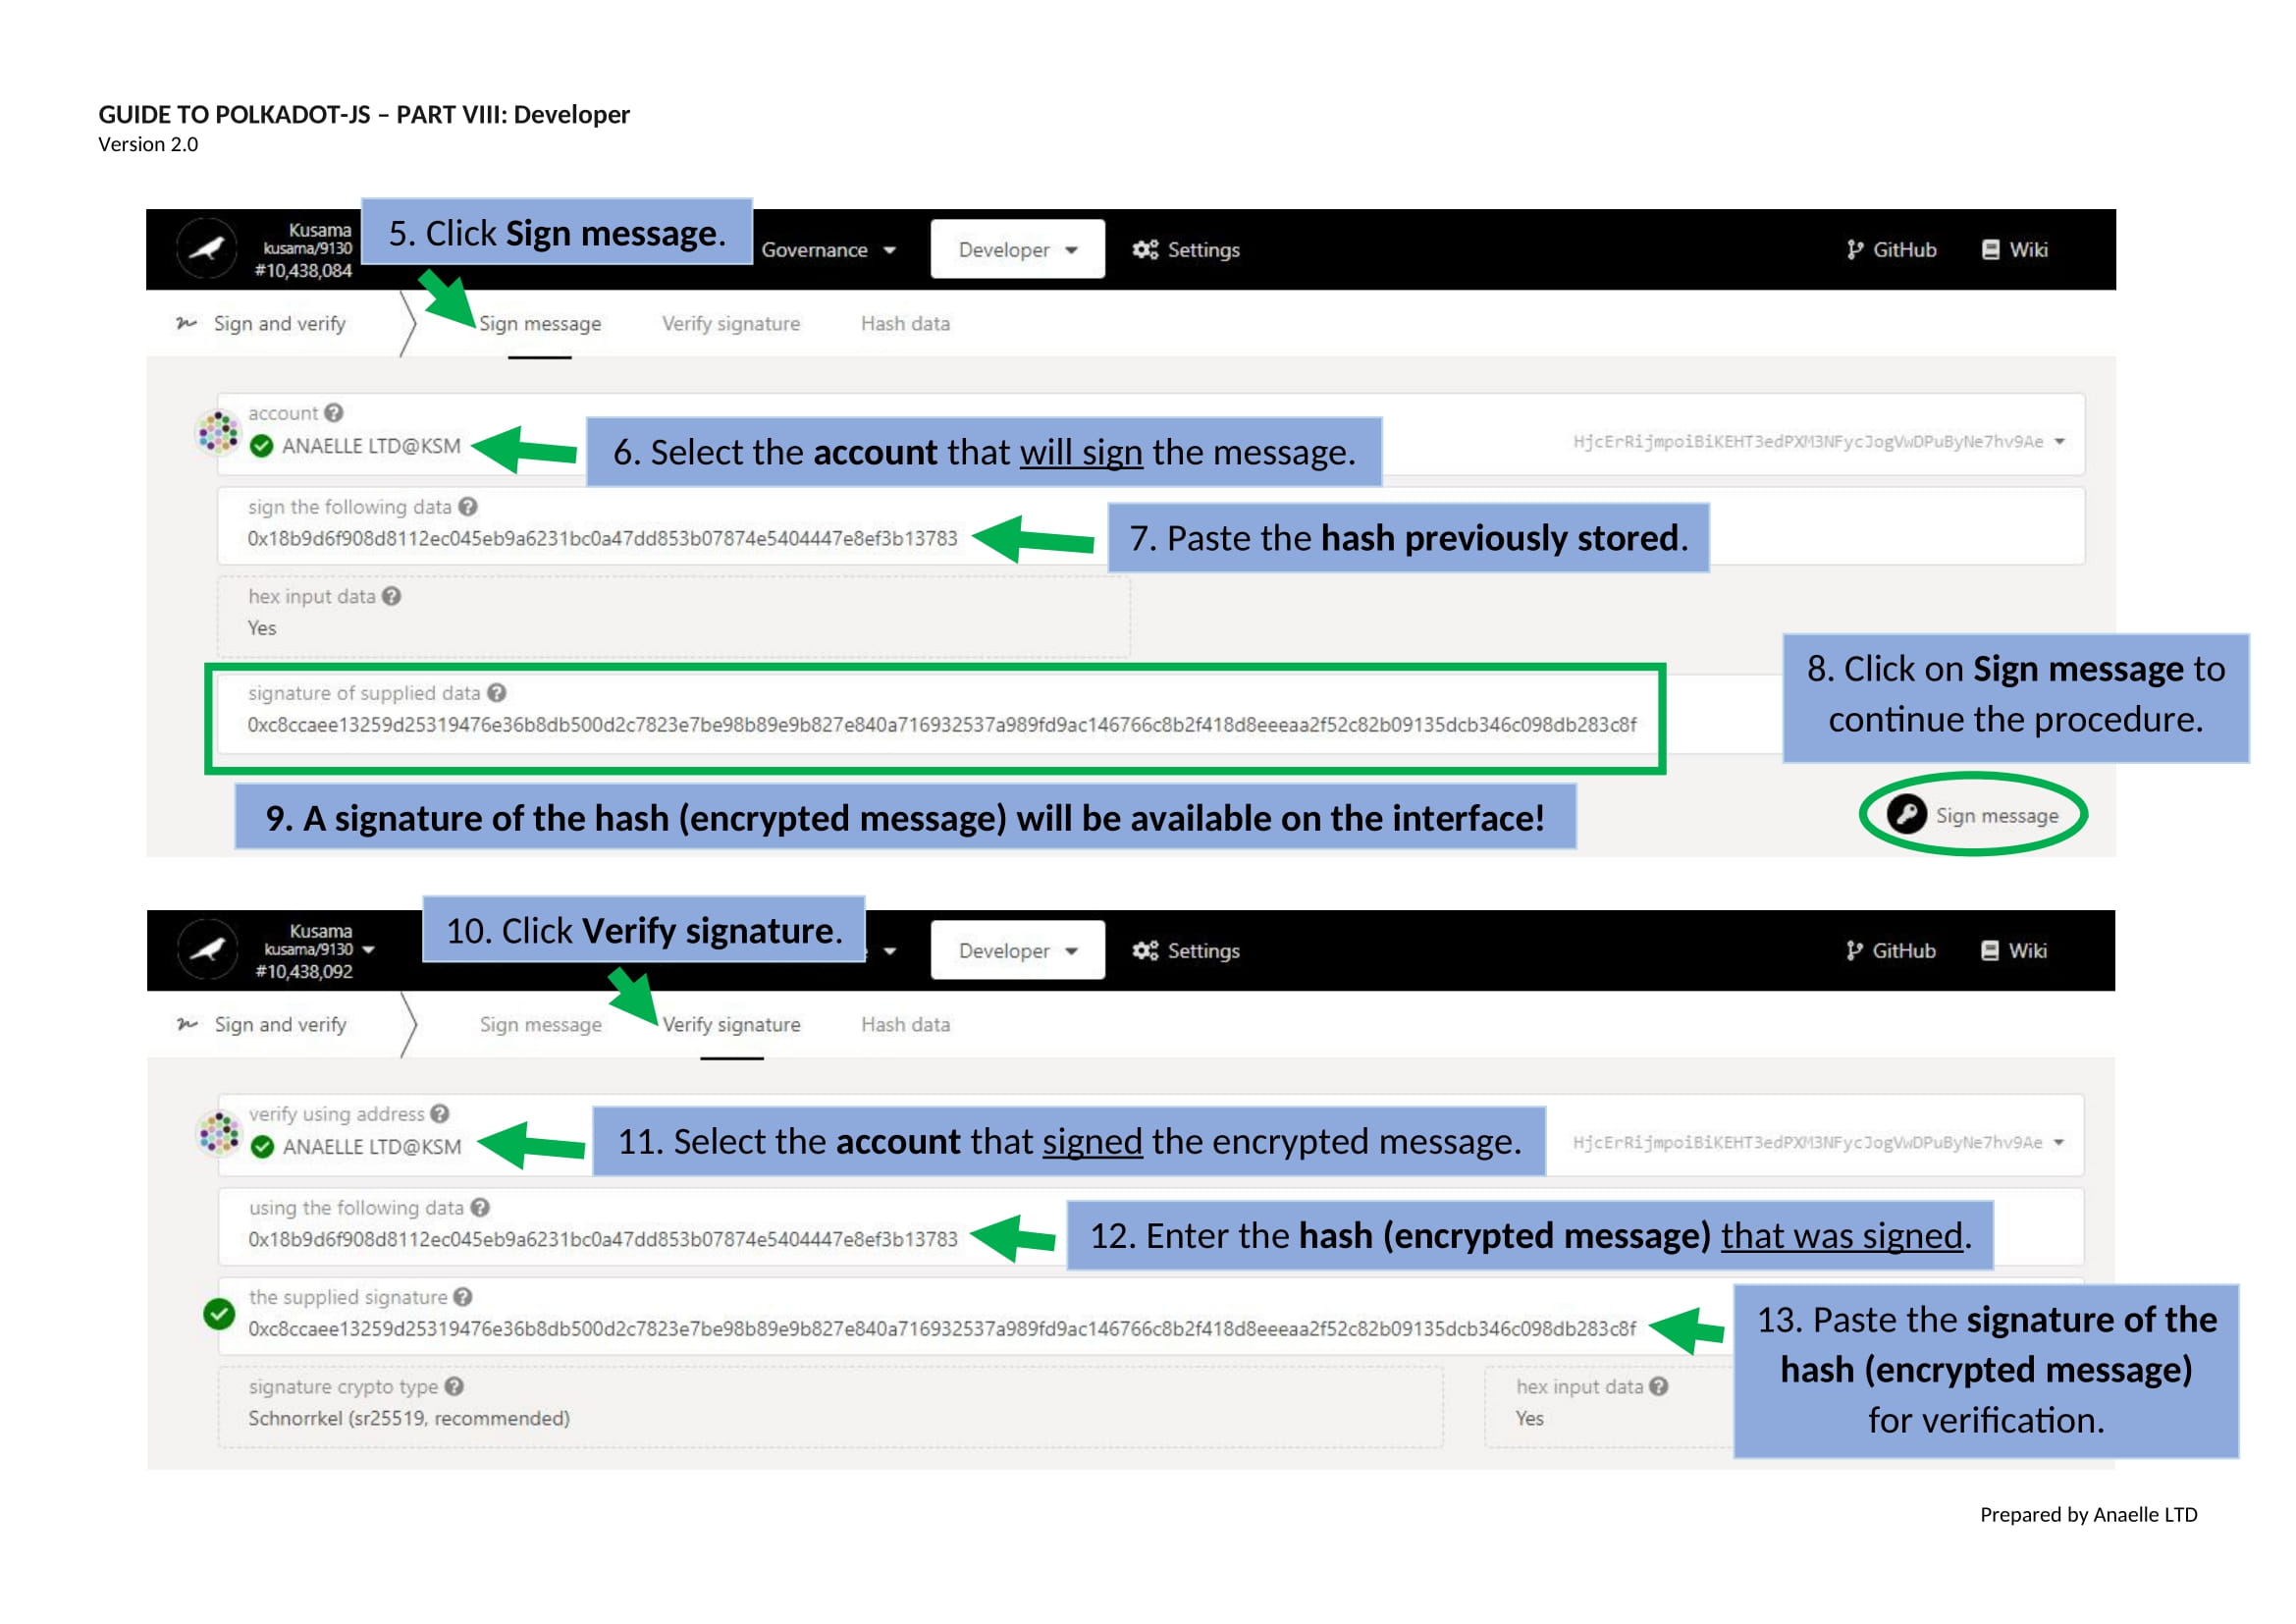 GUIDE TO POLKADOT-JS – PART VIII: Developer
Version 2.0
5. Click Sign message.
Kusama
kusama/9130
#10,438,084
Governance
Developer
Settings
GitHub
Wiki
Sign and verify
Sign message
Verify signature
Hash data
account
ANAELLE LTD@KSM
6. Select the account that will sign the message.
HjcErRijmpoiBiKEHT3edPXM3NFycJogVwDPuByNe7hv9Ae
sign the following data
0x18b9d6f908d8112ec045eb9a6231bc0a47dd853b07874e5404447e8ef3b13783
7. Paste the hash previously stored.
hex input data
Yes
signature of supplied data
0xc8ccaee13259d25319476e36b8db500d2c7823e7be98b89e9b827e840a716932537a989fd9ac146766c8b2f418d8eeeaa2f52c82b09135dcb346c098db283c8f
8. Click on Sign message to
continue the procedure.
9. A signature of the hash (encrypted message) will be available on the interface!
Sign message
10. Click Verify signature.
Kusama
kusama/9130
#10,438,092
Developer
Settings
GitHub
Wiki
Sign and verify
Sign message
Verify signature
Hash data
verify using address
ANAELLE LTD@KSM
11. Select the account that signed the encrypted message.
HjcErRijmpoiBiKEHT3edPXM3NFycJogVwDPuByNe7hv9Ae
using the following data
0x18b9d6f908d8112ec045eb9a6231bc0a47dd853b07874e5404447e8ef3b13783
12. Enter the hash (encrypted message) that was signed.
the supplied signature
0xc8ccaee13259d25319476e36b8db500d2c7823e7be98b89e9b827e840a716932537a989fd9ac146766c8b2f418d8eeeaa2f52c82b09135dcb346c098db283c8f
13. Paste the signature of the
hash (encrypted message)
for verification.
signature crypto type
Schnorrkel (sr25519, recommended)
hex input data
Yes
Prepared by Anaelle LTD